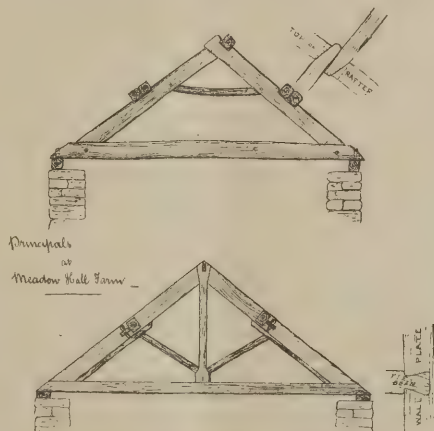 TOP OF
RAFTER
Principals
at
Meadow Hall Farm
WALL PLATE